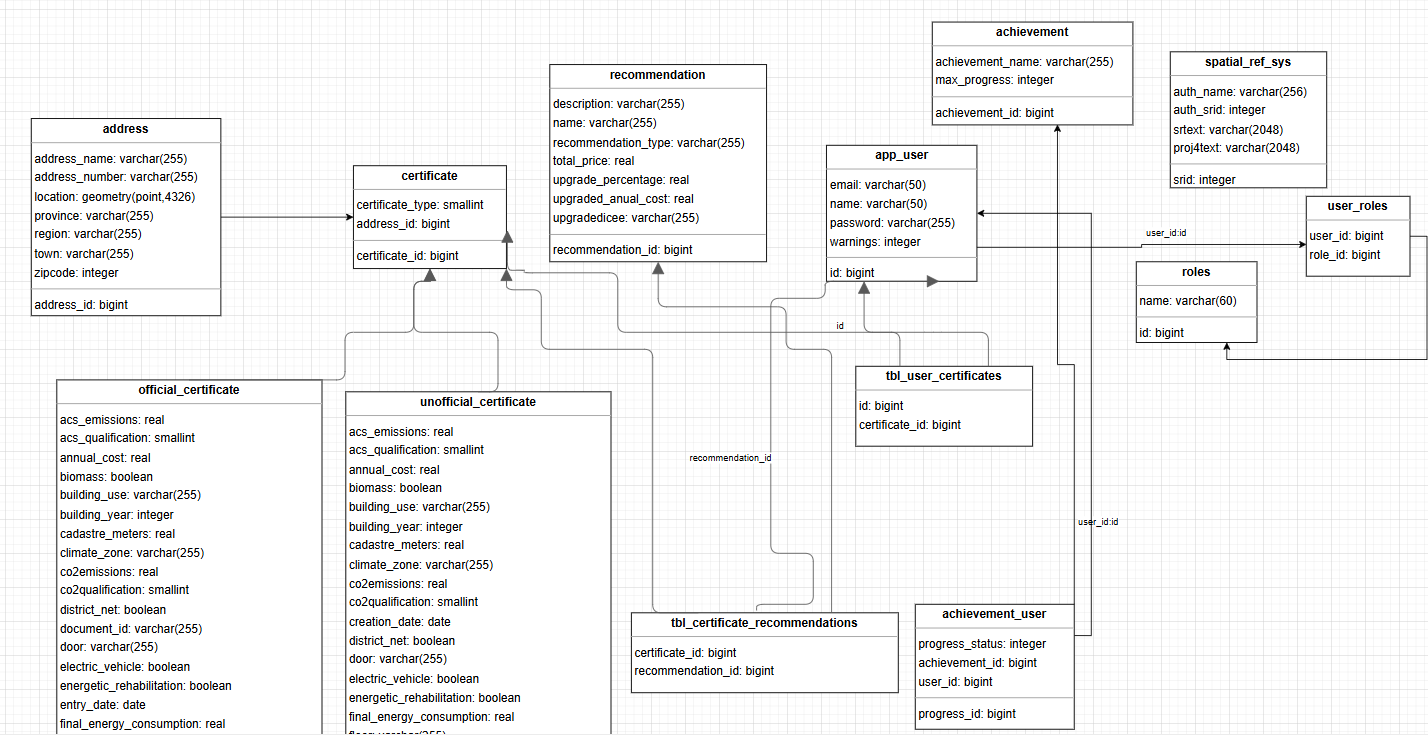 achievement
achievement_name: varchar(255)
max_progress: integer
achievement_id: bigint
spatial_ref_sys
auth_name: varchar(256)
auth_srid: integer
srtext: varchar(2048)
proj4text: varchar(2048)
srid: integer
recommendation
description: varchar(255)
name: varchar(255)
recommendation_type: varchar(255)
total_price: real
upgrade_percentage: real
upgraded_anual_cost: real
upgradedicee: varchar(255)
recommendation_id: bigint
address
address_name: varchar(255)
address_number: varchar(255)
location: geometry(point,4326)
province: varchar(255)
region: varchar(255)
town: varchar(255)
zipcode: integer
address_id: bigint
certificate
certificate_type: smallint
address_id: bigint
certificate_id: bigint
app_user
email: varchar(50)
name: varchar(50)
password: varchar(255)
warnings: integer
id: bigint
user_id:id
user_roles
user_id: bigint
role_id: bigint
roles
name: varchar(60)
id: bigint
id
tbl_user_certificates
id: bigint
certificate_id: bigint
official_certificate
acs_emissions: real
acs_qualification: smallint
annual_cost: real
biomass: boolean
building_use: varchar(255)
building_year: integer
cadastre_meters: real
climate_zone: varchar(255)
co2emissions: real
co2qualification: smallint
district_net: boolean
document_id: varchar(255)
door: varchar(255)
electric_vehicle: boolean
energetic_rehabilitation: boolean
entry_date: date
final_energy_consumption: real
unofficial_certificate
acs_emissions: real
acs_qualification: smallint
annual_cost: real
biomass: boolean
building_use: varchar(255)
building_year: integer
cadastre_meters: real
climate_zone: varchar(255)
co2emissions: real
co2qualification: smallint
creation_date: date
district_net: boolean
door: varchar(255)
electric_vehicle: boolean
energetic_rehabilitation: boolean
final_energy_consumption: real
recommendation_id
user_id:id
tbl_certificate_recommendations
certificate_id: bigint
recommendation_id: bigint
achievement_user
progress_status: integer
achievement_id: bigint
user_id: bigint
progress_id: bigint